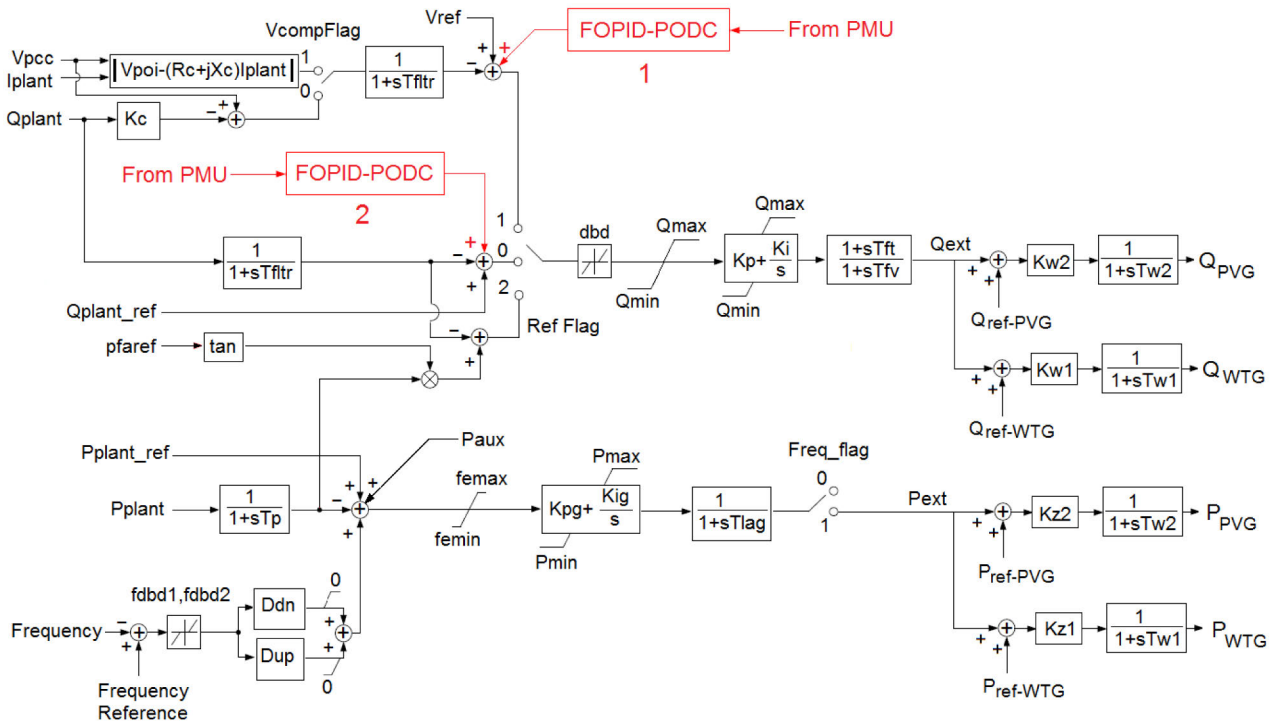 Vref
FOPID-PODC
From PMU
1
VcompFlag
Vpcc
Iplant
|Vpoi-(Rc+jXc)Iplant|
1
0
1
1+sTfltr
+
+
−
Qplant
Kc
−
+
From PMU
FOPID-PODC
2
1
0
2
Ref Flag
1
1+sTfltr
−
+
+
dbd
Qmax
Qmin
Qmax
Kp+
Ki
s
Qmin
1+sTft
1+sTfv
Qext
+
+
Kw2
1
1+sTw2
QPVG
Qref-PVG
Qplant_ref
pfaref
tan
−
+
+
+
Kw1
1
1+sTw1
QWTG
Qref-WTG
Pplant_ref
Paux
Pplant
1
1+sTp
+
+
−
+
femax
femin
Pmax
Kpg+
Kig
s
Pmin
1
1+sTlag
Freq_flag
0
1
Pext
+
+
Kz2
1
1+sTw2
PPVG
Pref-PVG
fdbd1,fdbd2
Frequency
−
+
Frequency
Reference
Ddn
0
Dup
0
+
+
+
+
Kz1
1
1+sTw1
PWTG
Pref-WTG